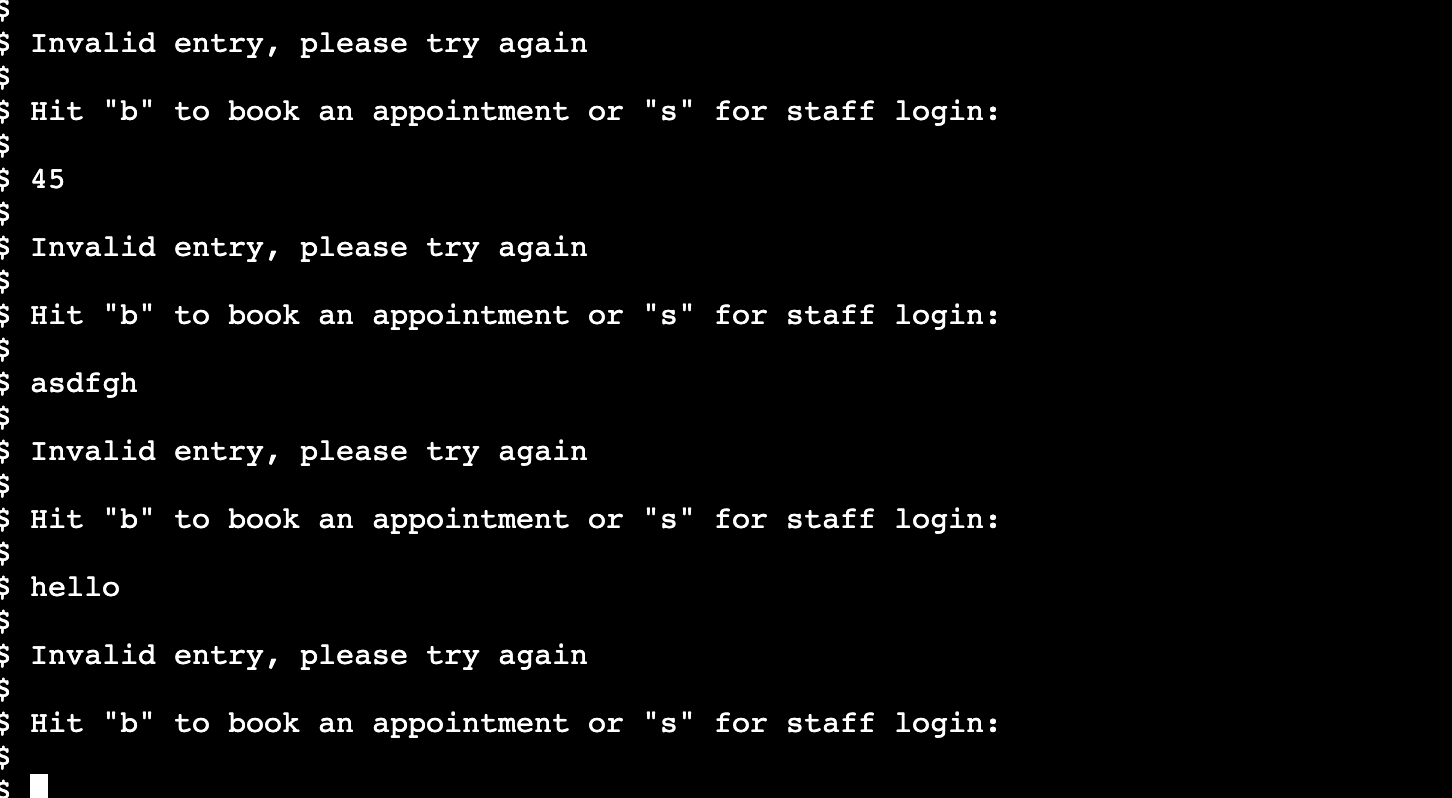 $
$ Invalid entry, please try again
$
$ Hit "b" to book an appointment or "s" for staff login:
$
$ 45
$
$ Invalid entry, please try again
$
$ Hit "b" to book an appointment or "s" for staff login:
$
$ asdfgh
$
$ Invalid entry, please try again
$
$ Hit "b" to book an appointment or "s" for staff login:
$
$ hello
$
$ Invalid entry, please try again
$
$ Hit "b" to book an appointment or "s" for staff login:
$
$